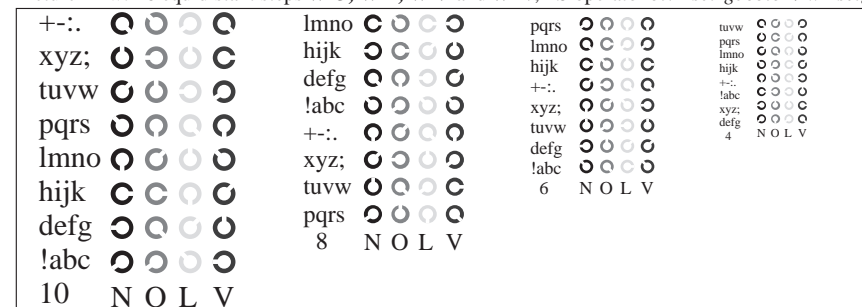 +-:.
xyz;
tuvw
pqrs
lmno
hijk
defg
!abc
10 N O L V
lmno
hijk
defg
!abc
+-:.
xyz;
tuvw
pqrs
8 N O L V
pqrs
lmno
hijk
+-:.
xyz;
tuvw
defg
!abc
6 N O L V
tuvw
pqrs
lmno
hijk
+-:.
!abc
xyz;
defg
4 N O L V